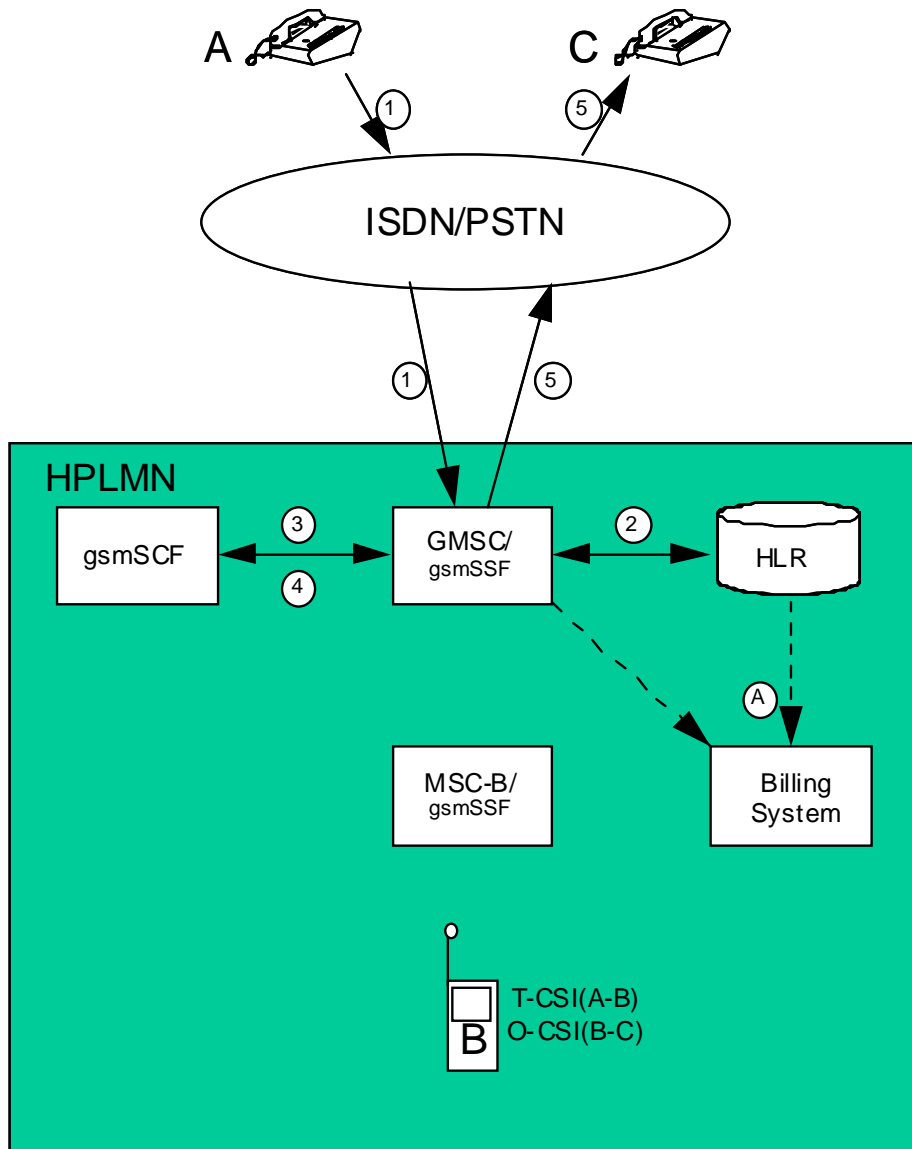 A
C
1
5
ISDN/PSTN
1
5
HPLMN
gsmSCF
3
4
GMSC/
gsmSSF
2
HLR
A
MSC-B/
gsmSSF
Billing
System
B
T-CSI(A-B)
O-CSI(B-C)